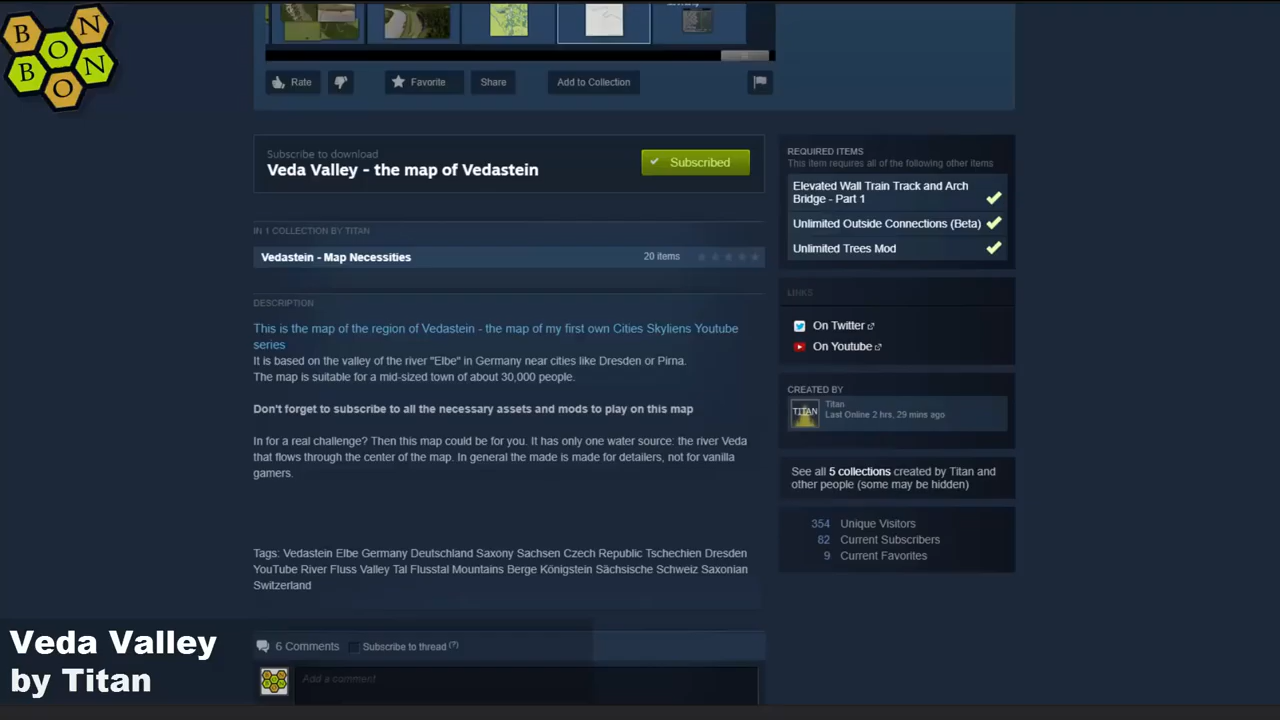 B N
O
B N
O
Rate
Favorite
Share
Add to Collection
Subscribe to download
Veda Valley - the map of Vedastein
Subscribed
IN 1 COLLECTION BY TITAN
Vedastein - Map Necessities
20 items
DESCRIPTION
This is the map of the region of Vedastein - the map of my first own Cities Skyliens Youtube
series
It is based on the valley of the river "Elbe" in Germany near cities like Dresden or Pirna.
The map is suitable for a mid-sized town of about 30,000 people.
Don't forget to subscribe to all the necessary assets and mods to play on this map
In for a real challenge? Then this map could be for you. It has only one water source: the river Veda
that flows through the center of the map. In general the made is made for detailers, not for vanilla
gamers.
Tags: Vedastein Elbe Germany Deutschland Saxony Sachsen Czech Republic Tschechien Dresden
YouTube River Fluss Valley Tal Flusstal Mountains Berge Königstein Sächsische Schweiz Saxonian
Switzerland
6 Comments
Subscribe to thread (?)
Add a comment
REQUIRED ITEMS
This item requires all of the following other items
Elevated Wall Train Track and Arch
Bridge - Part 1
Unlimited Outside Connections (Beta)
Unlimited Trees Mod
LINKS
On Twitter
On Youtube
CREATED BY
TITAN
Titan
Last Online 2 hrs, 29 mins ago
See all 5 collections created by Titan and
other people (some may be hidden)
354 Unique Visitors
82 Current Subscribers
9 Current Favorites
Veda Valley
by Titan